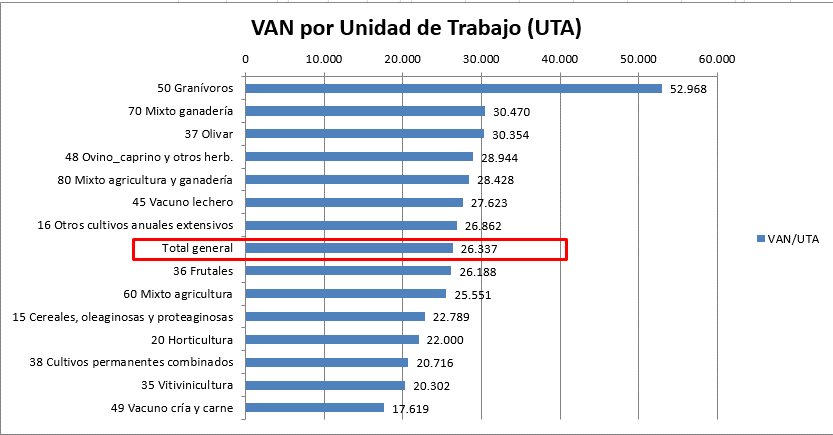 VAN por Unidad de Trabajo (UTA)
0 10.000 20.000 30.000 40.000 50.000 60.000
50 Granívoros 52.968
70 Mixto ganadería 30.470
37 Olivar 30.354
48 Ovino_caprino y otros herb. 28.944
80 Mixto agricultura y ganadería 28.428
45 Vacuno lechero 27.623
16 Otros cultivos anuales extensivos 26.862
Total general 26.337
VAN/UTA
36 Frutales 26.188
60 Mixto agricultura 25.551
15 Cereales, oleaginosas y proteaginosas 22.789
20 Horticultura 22.000
38 Cultivos permanentes combinados 20.716
35 Vitivinicultura 20.302
49 Vacuno cría y carne 17.619